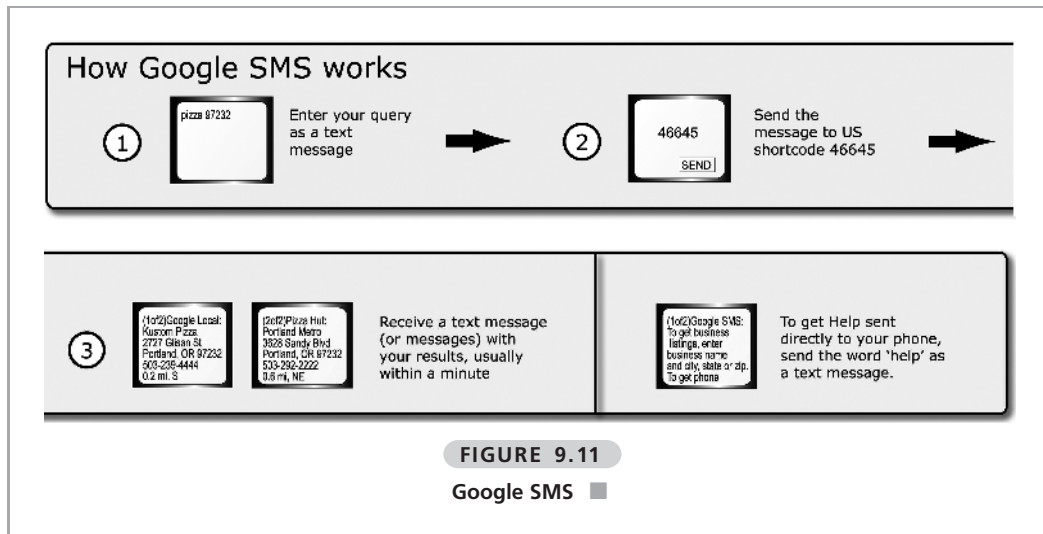 How Google SMS works
1
pizza 97232
Enter your query
as a text
message
2
46645
SEND
Send the
message to US
shortcode 46645
3
(1of2)Google Local:
Kustom Pizza
2727 Glisan St
Portland, OR 97232
503-239-4444
0.2 mi, S
(2of2)Pizza Hut:
Portland Metro
3628 Sandy Blvd
Portland, OR 97232
503-292-2222
0.6 mi, NE
Receive a text message
(or messages) with
your results, usually
within a minute
(1of2)Google SMS:
To get business
listings, enter
business name
and city, state or zip.
To get phone
To get Help sent
directly to your phone,
send the word 'help' as
a text message.
FIGURE 9.11
Google SMS